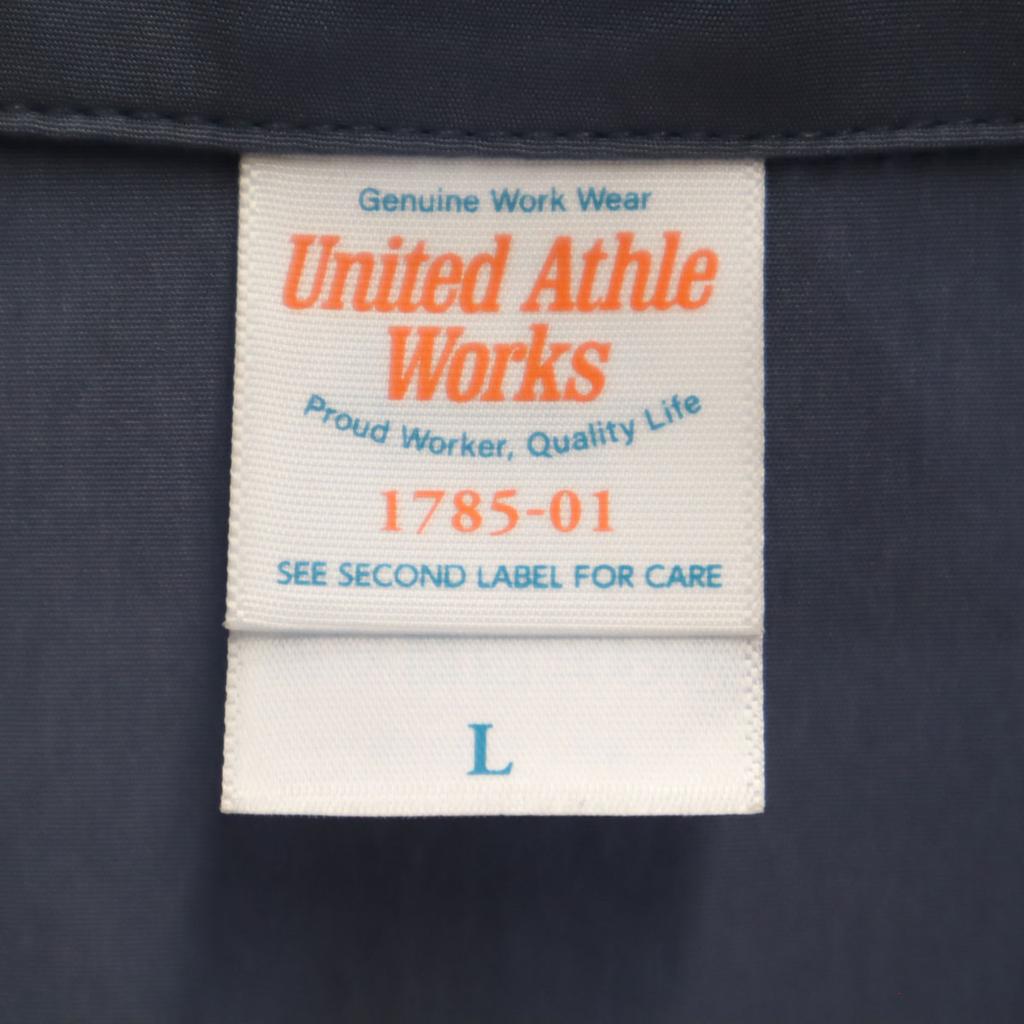 Genuine Work Wear
United Athle
Works
Proud Worker, Quality Life
1785-01
SEE SECOND LABEL FOR CARE
L